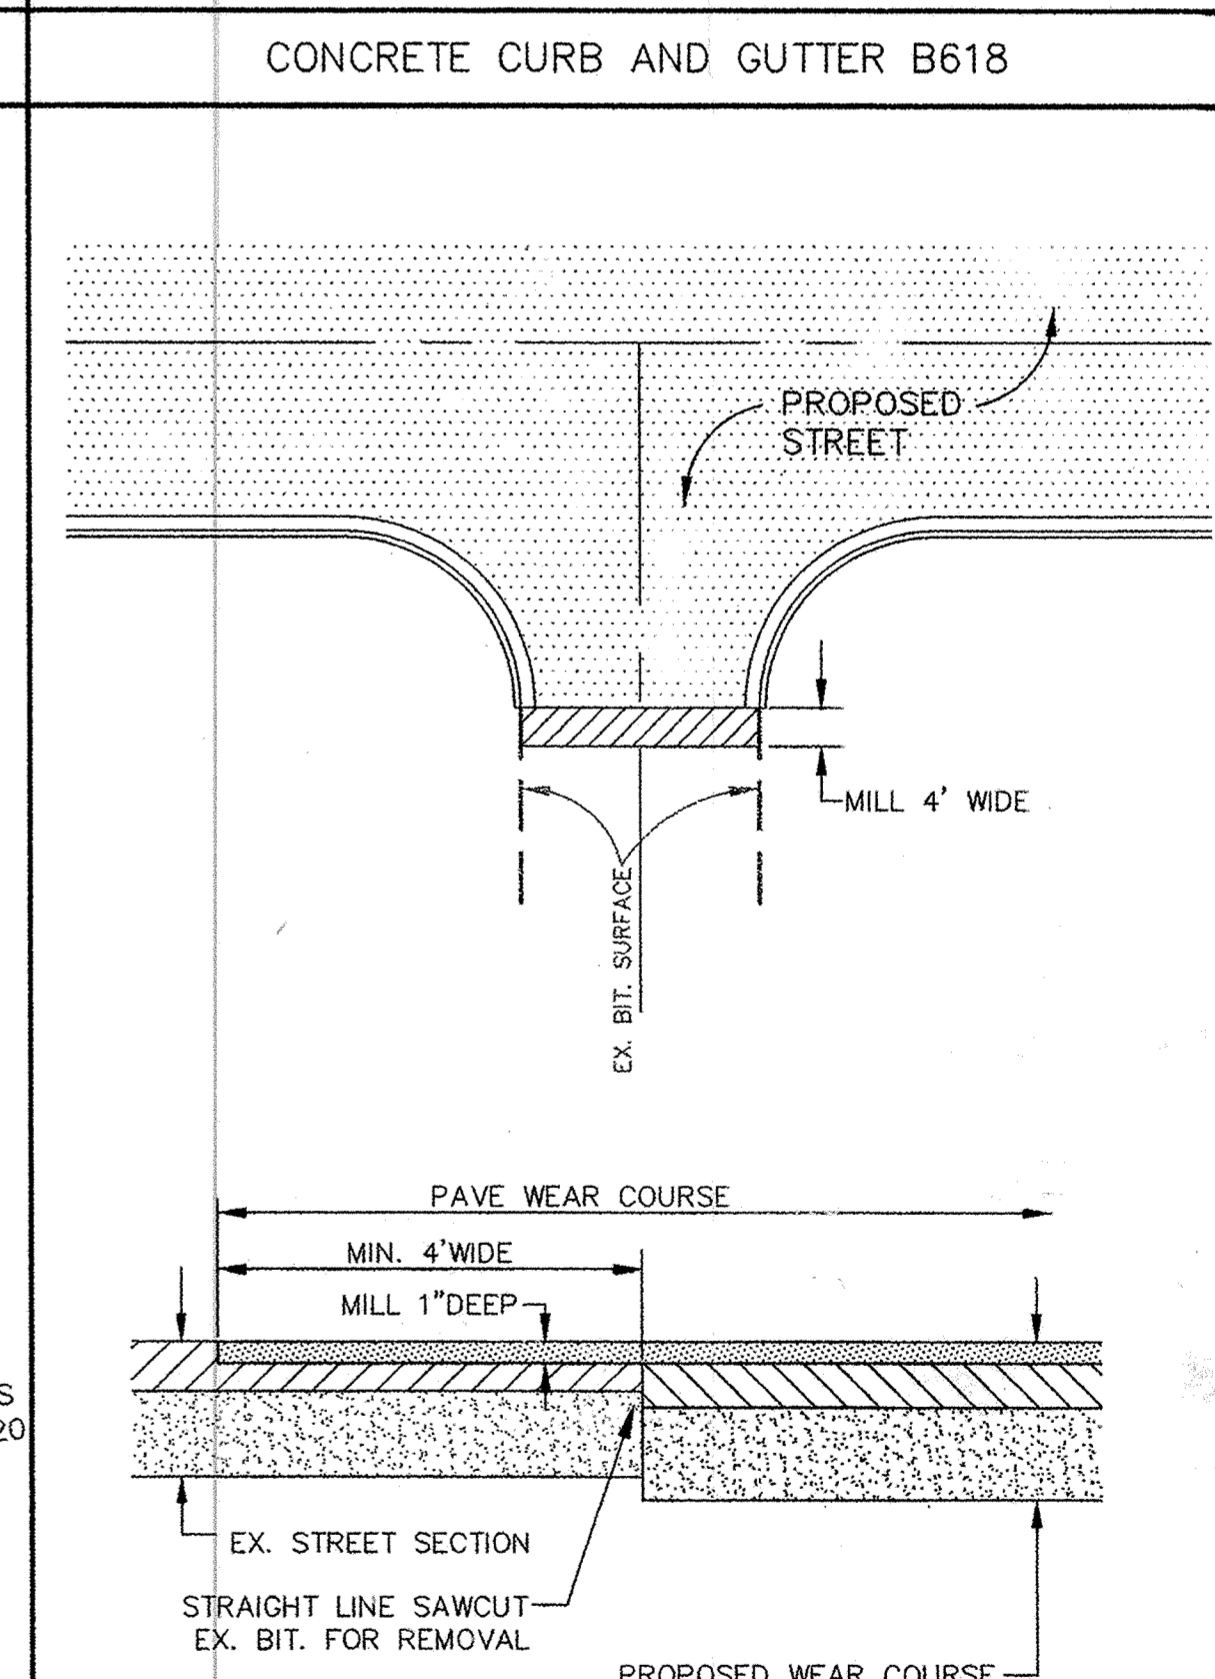 CONCRETE CURB AND GUTTER B618
PROPOSED
STREET
MILL 4' WIDE
EX. BIT. SURFACE
PAVE WEAR COURSE
MIN. 4'WIDE
MILL 1"DEEP
S
20
EX. STREET SECTION
STRAIGHT LINE SAWCUT
EX. BIT. FOR REMOVAL
PROPOSED WEAR COURSE